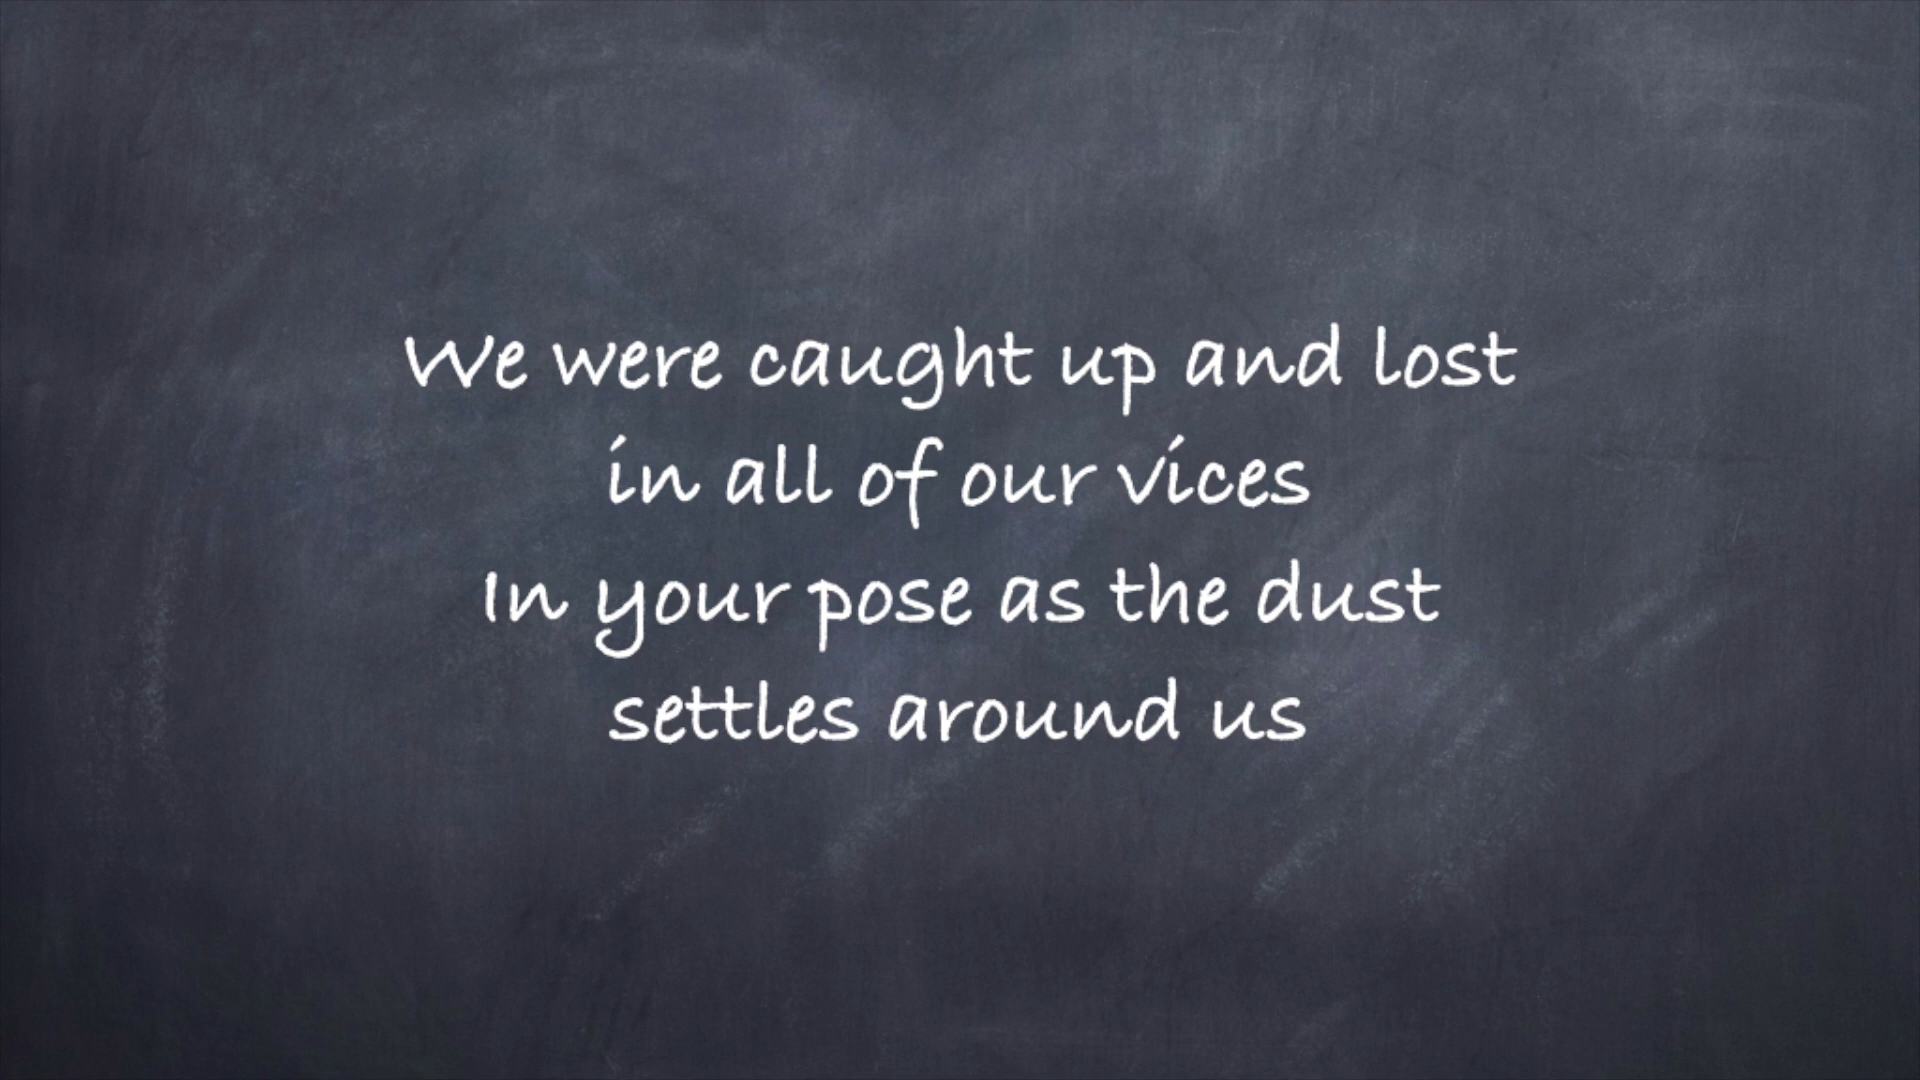 We were caught up and lost
in all of our vices
In your pose as the dust
settles around us